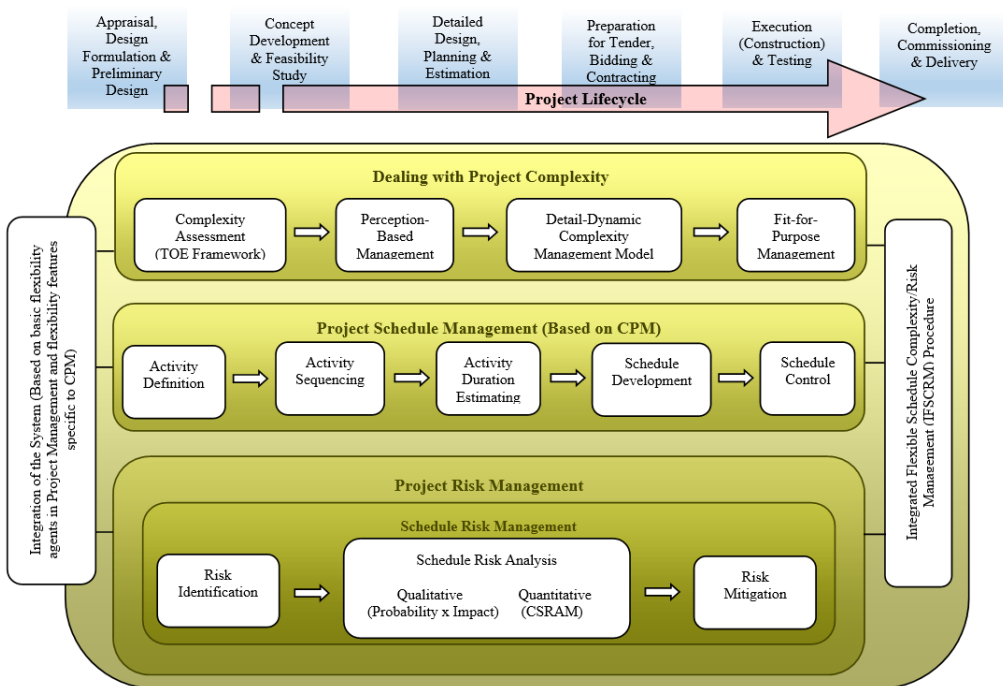 Appraisal,
Design
Formulation &
Preliminary
Design
Concept
Development
& Feasibility
Study
Detailed
Design,
Planning &
Estimation
Preparation
for Tender,
Bidding &
Contracting
Execution
(Construction)
& Testing
Completion,
Commissioning
& Delivery
Project Lifecycle
Integration of the System (Based on basic flexibility
agents in Project Management and flexibility features
specific to CPM)
Dealing with Project Complexity
Complexity
Assessment
(TOE Framework)
Perception-
Based
Management
Detail-Dynamic
Complexity
Management Model
Fit-for-
Purpose
Management
Project Schedule Management (Based on CPM)
Activity
Definition
Activity
Sequencing
Activity
Duration
Estimating
Schedule
Development
Schedule
Control
Project Risk Management
Schedule Risk Management
Risk
Identification
Schedule Risk Analysis
Qualitative
(Probability x Impact)
Quantitative
(CSRAM)
Risk
Mitigation
Integrated Flexible Schedule Complexity/Risk
Management (IFSCRM) Procedure